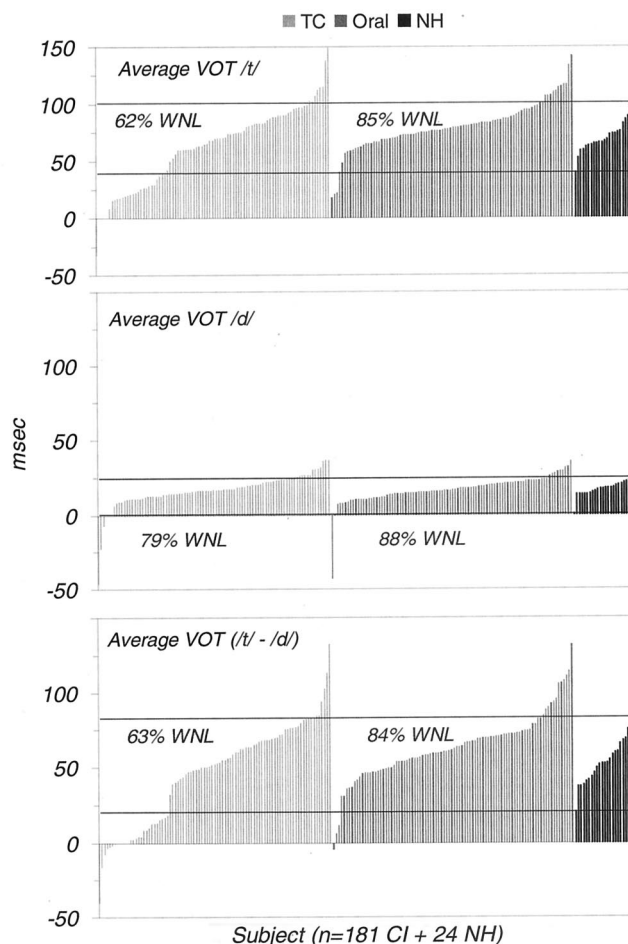 TC Oral NH
150
Average VOT /t/
100
62% WNL 85% WNL
50
0
-50
Average VOT /d/
100
50
0
79% WNL 88% WNL
-50
msec
Average VOT (/t/ - /d/)
100
63% WNL 84% WNL
50
0
-50
Subject (n=181 CI + 24 NH)